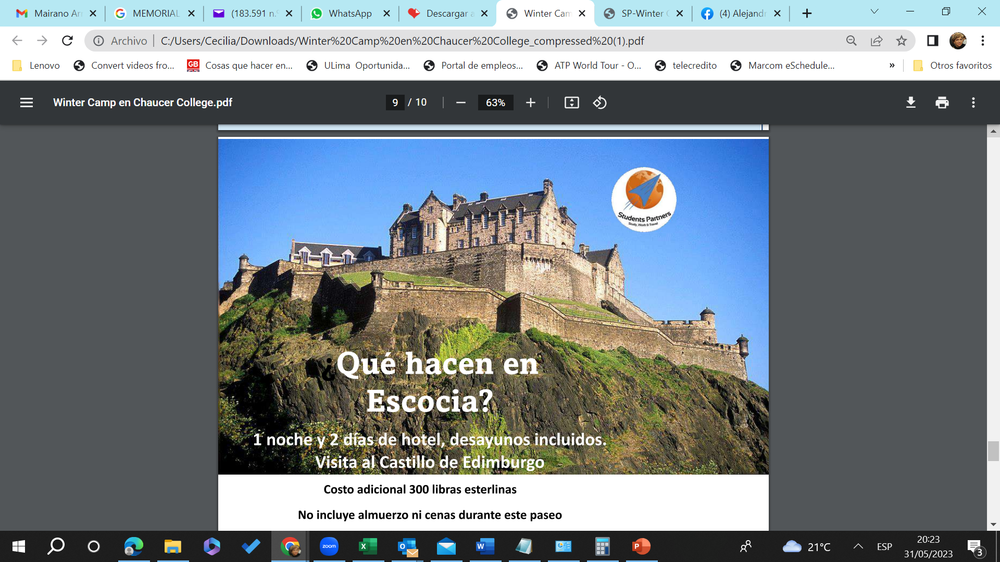 Mairano Ar
MEMORIAL
(183.591 n.
WhatsApp
Descargar a
Winter Cam
SP-Winter C
(4) Alejand
Archivo
C:/Users/Cecilia/Downloads/Winter%20Camp%20en%20Chaucer%20College_compressed%20(1).pdf
Lenovo
Convert videos fro...
GB
Cosas que hacer en...
ULima Oportunida...
Portal de empleos...
ATP World Tour - O...
telecredito
Marcom eSchedule...
»
Otros favoritos
Winter Camp en Chaucer College.pdf
9 / 10
63%
Students Partners
Study, Work & Travel
¿Qué hacen en
Escocia?
1 noche y 2 días de hotel, desayunos incluidos.
Visita al Castillo de Edimburgo
Costo adicional 300 libras esterlinas
No incluye almuerzo ni cenas durante este paseo
zoom
21°C
ESP
20:23
31/05/2023
3